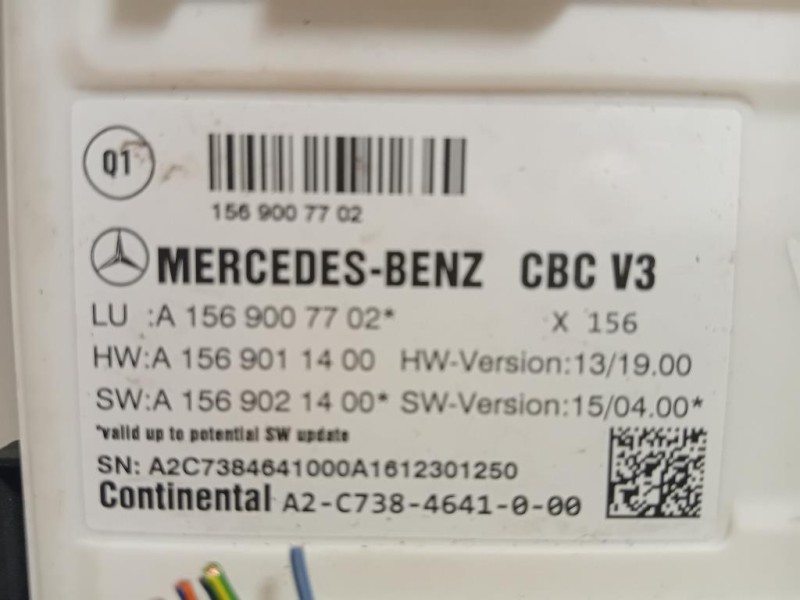 Q1
156 900 77 02
MERCEDES-BENZ CBC V3
LU :A 156 900 77 02* X 156
HW:A 156 901 14 00 HW-Version:13/19.00
SW:A 156 902 14 00* SW-Version:15/04.00*
*valid up to potential SW update
SN: A2C7384641000A1612301250
Continental A2-C738-4641-0-00